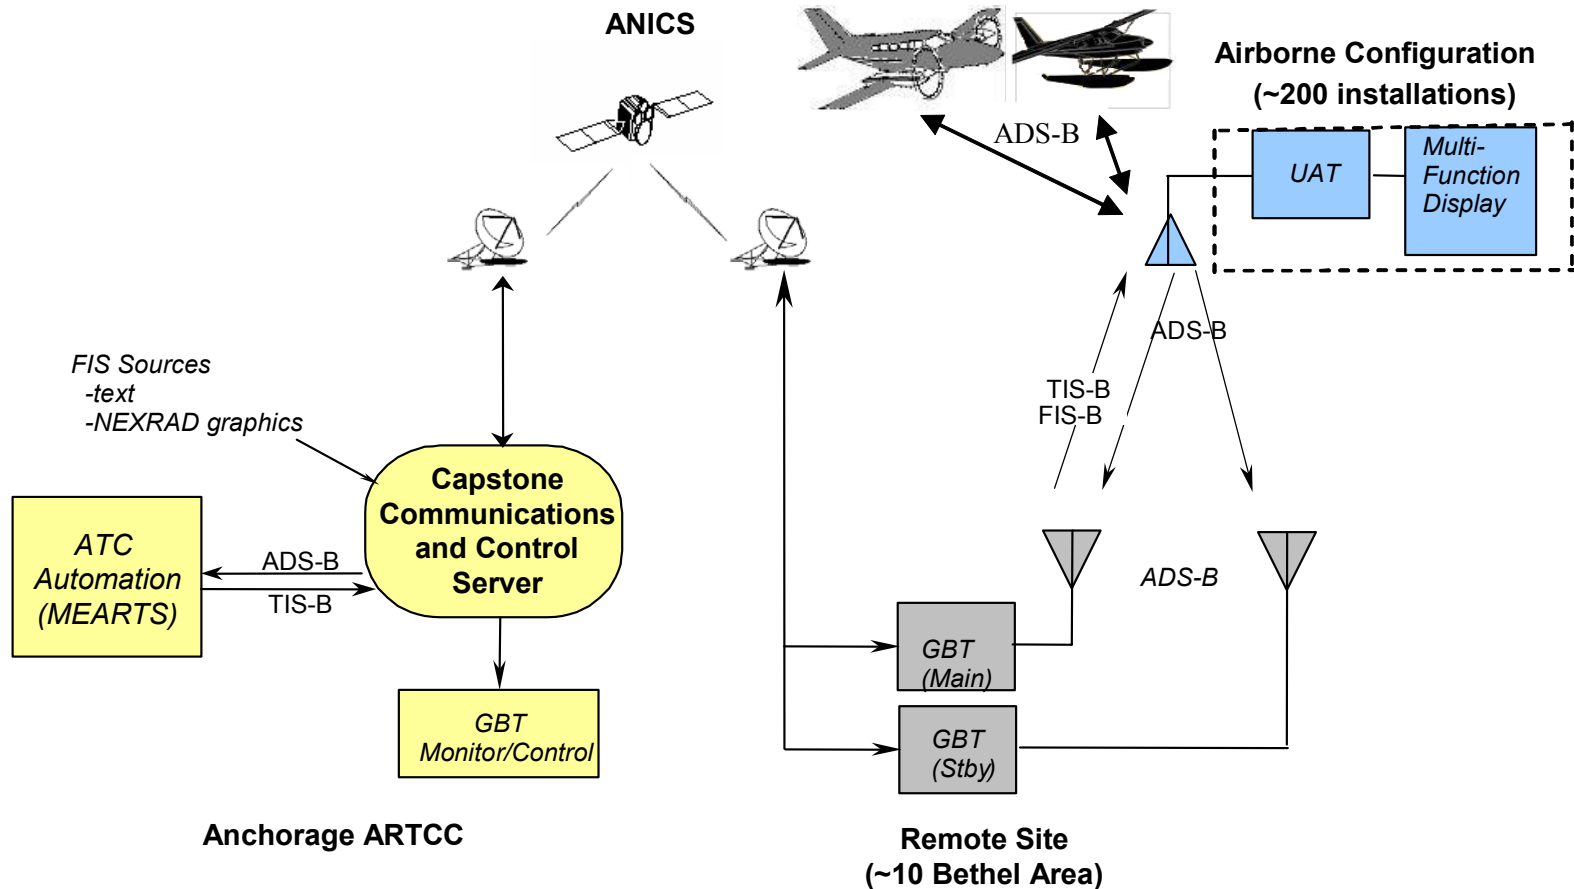 ANICS
ADS-B
Airborne Configuration
(~200 installations)
UAT
Multi-
Function
Display
ADS-B
TIS-B
FIS-B
FIS Sources
-text
-NEXRAD graphics
Capstone
Communications
and Control
Server
ATC
Automation
(MEARTS)
ADS-B
TIS-B
GBT
Monitor/Control
ADS-B
GBT
(Main)
GBT
(Stby)
Anchorage ARTCC
Remote Site
(~10 Bethel Area)